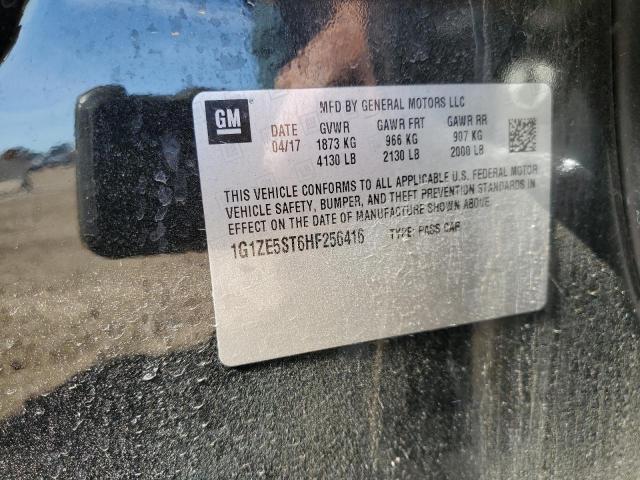 GM
MFD BY GENERAL MOTORS LLC
DATE GVWR GAWR FRT GAWR RR
04/17 1873 KG 966 KG 907 KG
4130 LB 2130 LB 2000 LB
THIS VEHICLE CONFORMS TO ALL APPLICABLE U.S. FEDERAL MOTOR
VEHICLE SAFETY, BUMPER, AND THEFT PREVENTION STANDARDS IN
EFFECT ON THE DATE OF MANUFACTURE SHOWN ABOVE.
1G1ZE5ST6HF256416 TYPE: PASS CAR